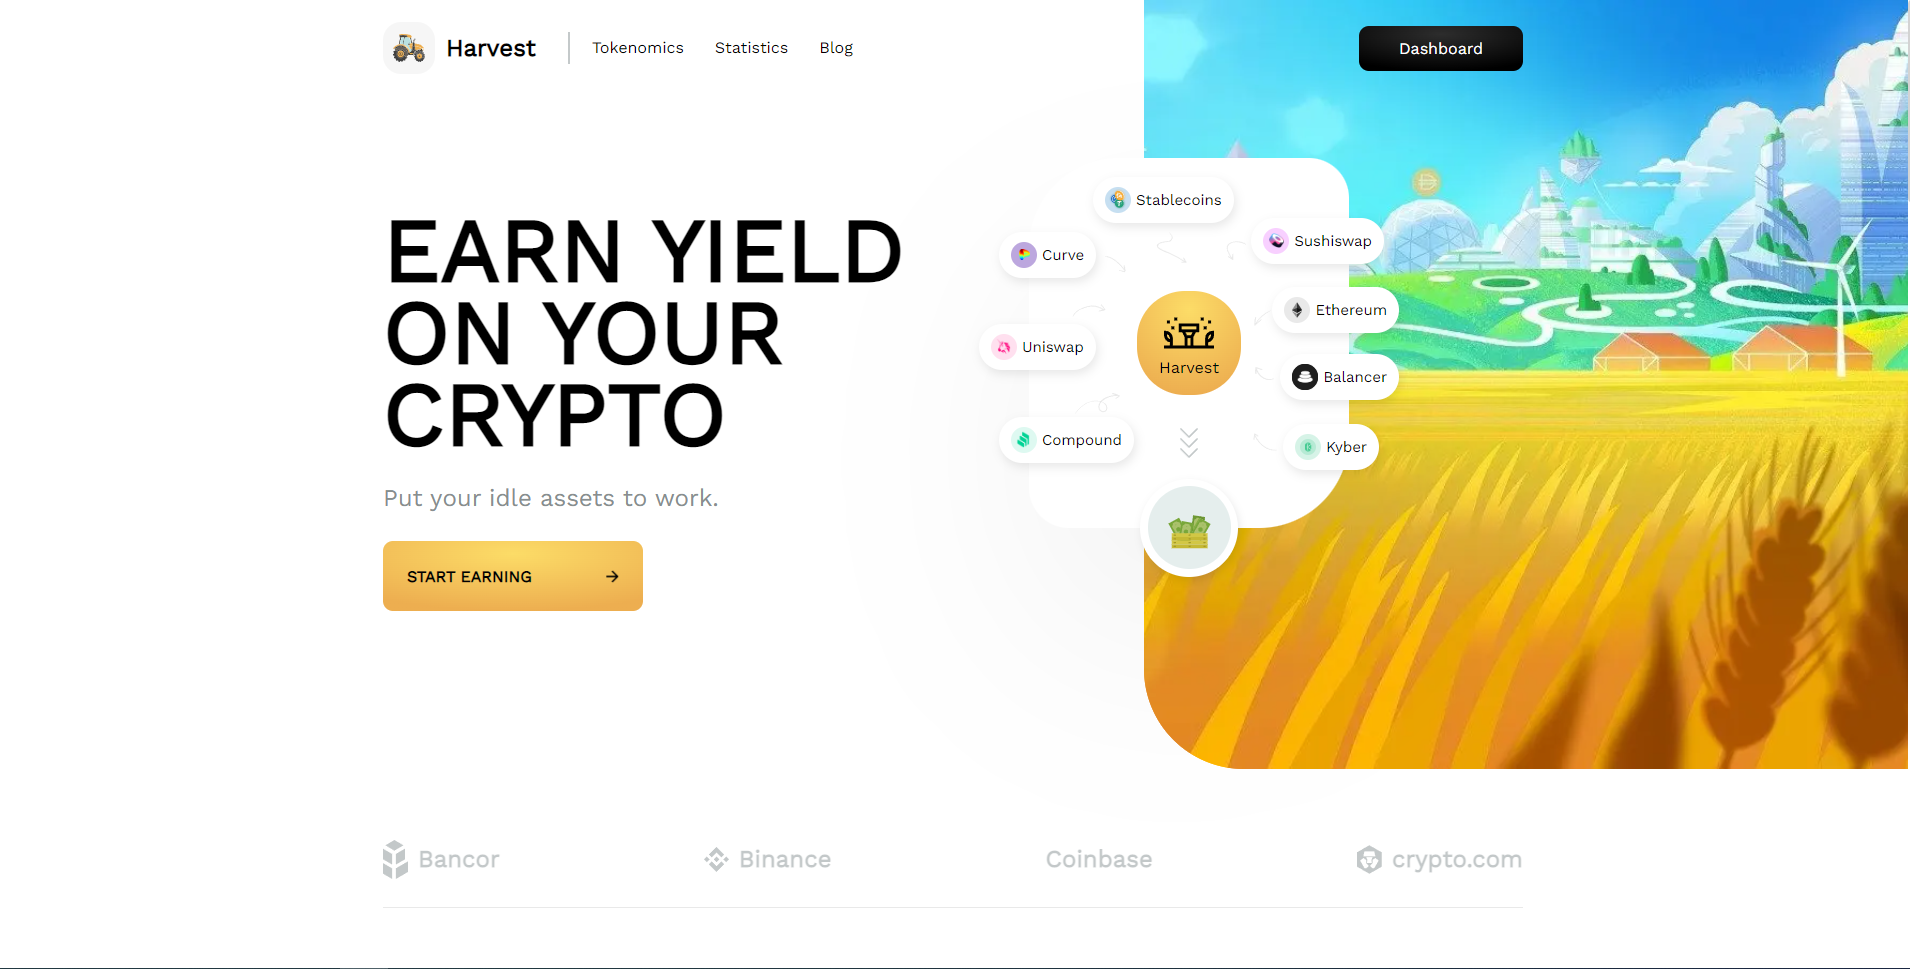 Harvest
Tokenomics
Statistics
Blog
Dashboard
EARN YIELD
ON YOUR
CRYPTO
Put your idle assets to work.
START EARNING
Stablecoins
Curve
Sushiswap
Ethereum
Uniswap
Harvest
Balancer
Compound
Kyber
Bancor
Binance
Coinbase
crypto.com